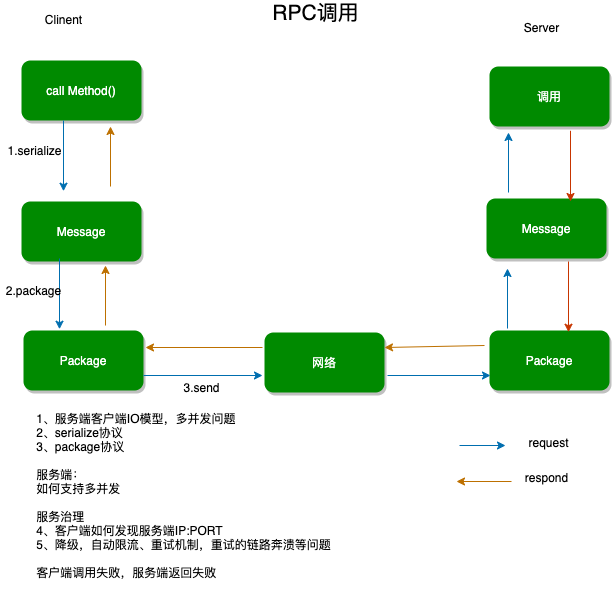 RPC调用
Clinent
Server
call Method()
调用
1.serialize
Message
Message
2.package
Package
网络
Package
3.send
1、服务端客户端IO模型，多并发问题
2、serialize协议
3、package协议
服务端：
如何支持多并发
服务治理
4、客户端如何发现服务端IP:PORT
5、降级，自动限流、重试机制，重试的链路奔溃等问题
客户端调用失败，服务端返回失败
request
respond